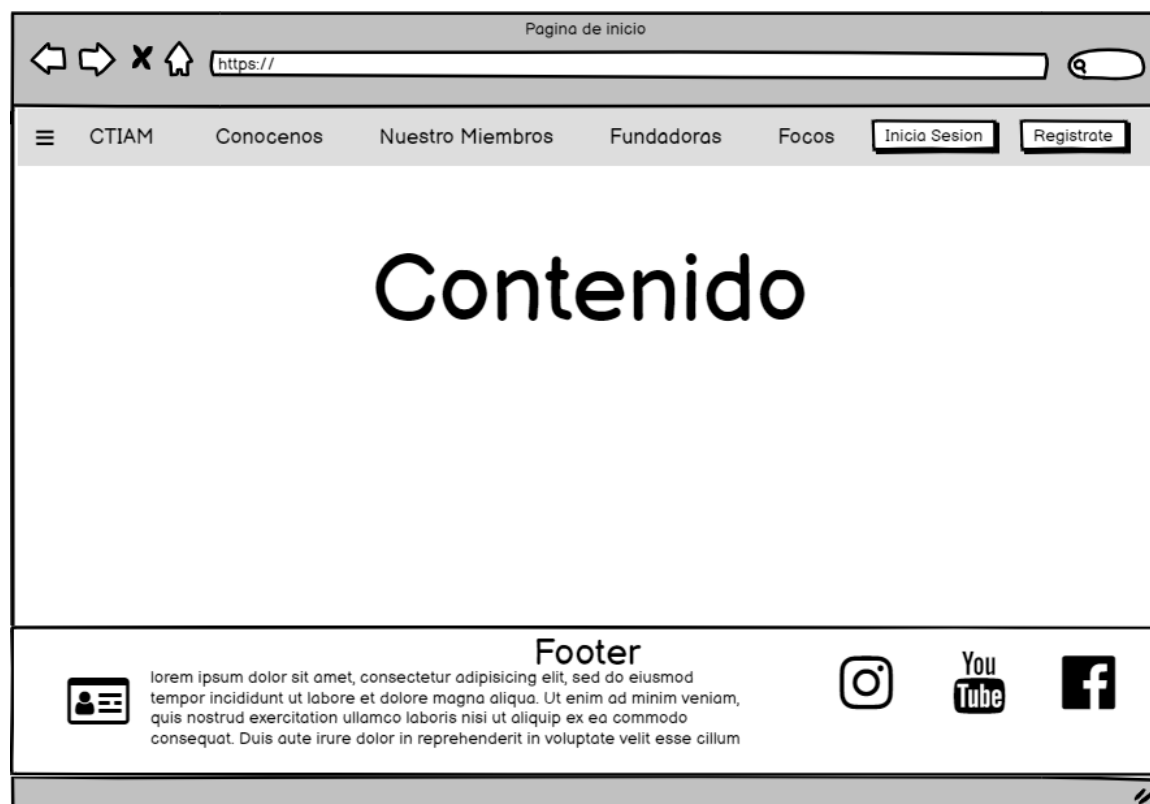 Pagina de inicio
https://
CTIAM Conocenos Nuestro Miembros Fundadoras Focos Inicia Sesion Registrate
Contenido
Footer
lorem ipsum dolor sit amet, consectetur adipisicing elit, sed do eiusmod
tempor incididunt ut labore et dolore magna aliqua. Ut enim ad minim veniam,
quis nostrud exercitation ullamco laboris nisi ut aliquip ex ea commodo
consequat. Duis aute irure dolor in reprehenderit in voluptate velit esse cillum
You
Tube